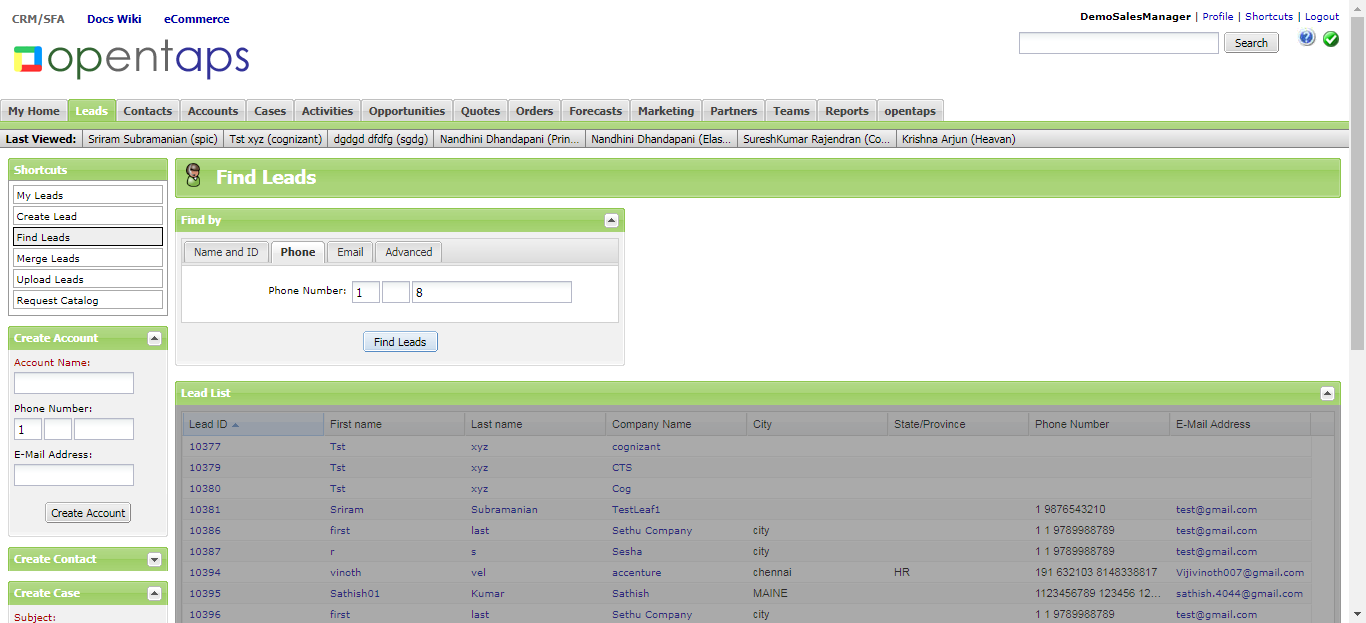 CRM/SFA Docs Wiki eCommerce
DemoSalesManager | Profile | Shortcuts | Logout
opentaps
Search
My Home Leads Contacts Accounts Cases Activities Opportunities Quotes Orders Forecasts Marketing Partners Teams Reports opentaps
Last Viewed: Sriram Subramanian (spic) Tst xyz (cognizant) dgdgd dfdfg (sgdg) Nandhini Dhandapani (Prin... Nandhini Dhandapani (Elas... SureshKumar Rajendran (Co... Krishna Arjun (Heavan)
Shortcuts
My Leads
Create Lead
Find Leads
Merge Leads
Upload Leads
Request Catalog
Create Account
Account Name:
Phone Number:
1
E-Mail Address:
Create Account
Create Contact
Create Case
Subject:
Find Leads
Find by
Name and ID Phone Email Advanced
Phone Number: 1 8
Find Leads
Lead List
Lead ID First name Last name Company Name City State/Province Phone Number E-Mail Address
10377 Tst xyz cognizant
10379 Tst xyz CTS
10380 Tst xyz Cog
10381 Sriram Subramanian TestLeaf1 1 9876543210 test@gmail.com
10386 first last Sethu Company city 1 1 9789988789 test@gmail.com
10387 r s Sesha city 1 1 9789988789 test@gmail.com
10394 vinoth vel accenture chennai HR 191 632103 8148338817 Vijivinoth007@gmail.com
10395 Sathish01 Kumar Sathish MAINE 1123456789 123456 12... sathish.4044@gmail.com
10396 first last Sethu Company city 1 1 9789988789 test@gmail.com